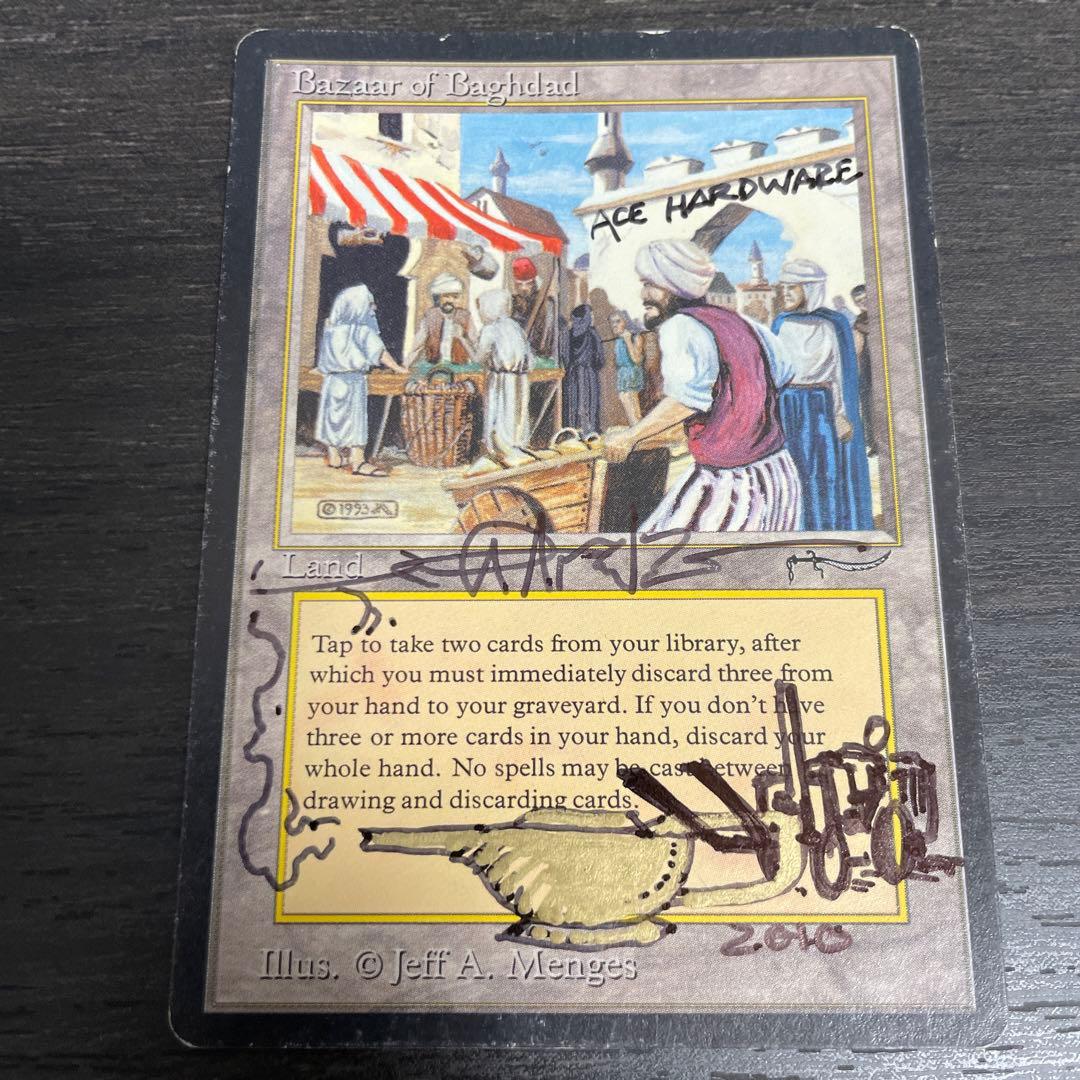 Bazaar of Baghdad
ACE HARDWARE
© 1993
Land
Tap to take two cards from your library, after
which you must immediately discard three from
your hand to your graveyard. If you don't have
three or more cards in your hand, discard your
whole hand. No spells may be cast between
drawing and discarding cards.
2010
Illus. © Jeff A. Menges